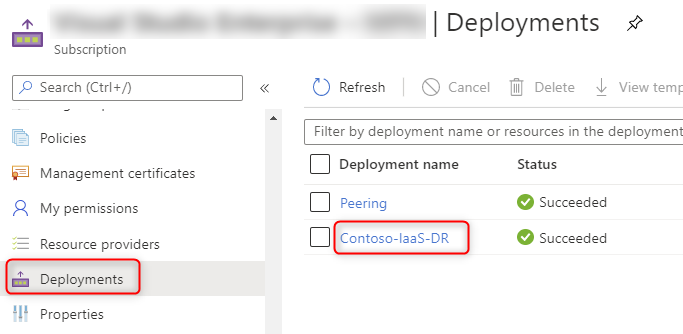 | Deployments
Subscription
Search (Ctrl+/)
«
Policies
Management certificates
My permissions
Resource providers
Deployments
Properties
Refresh
Cancel
Delete
View temp
Filter by deployment name or resources in the deployment
Deployment name
Status
Peering
Succeeded
Contoso-IaaS-DR
Succeeded